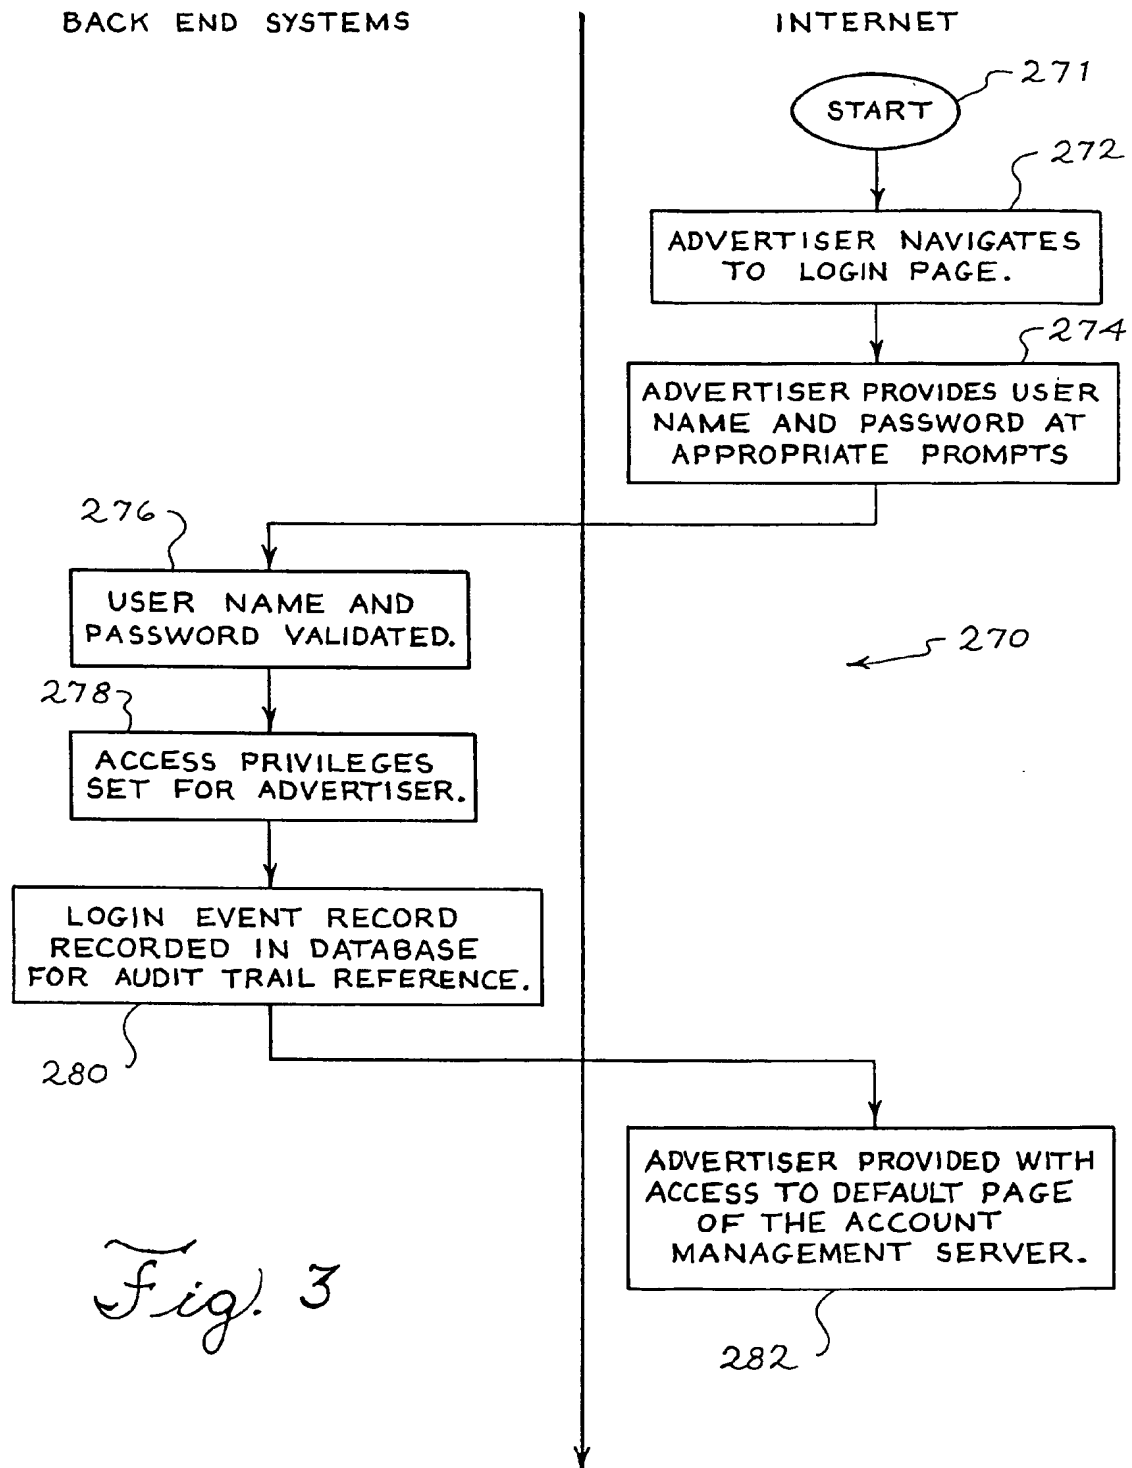 BACK END SYSTEMS
INTERNET
START
271
272
ADVERTISER NAVIGATES
TO LOGIN PAGE.
274
ADVERTISER PROVIDES USER
NAME AND PASSWORD AT
APPROPRIATE PROMPTS
276
USER NAME AND
PASSWORD VALIDATED.
270
278
ACCESS PRIVILEGES
SET FOR ADVERTISER.
LOGIN EVENT RECORD
RECORDED IN DATABASE
FOR AUDIT TRAIL REFERENCE.
280
ADVERTISER PROVIDED WITH
ACCESS TO DEFAULT PAGE
OF THE ACCOUNT
MANAGEMENT SERVER.
282
Fig. 3